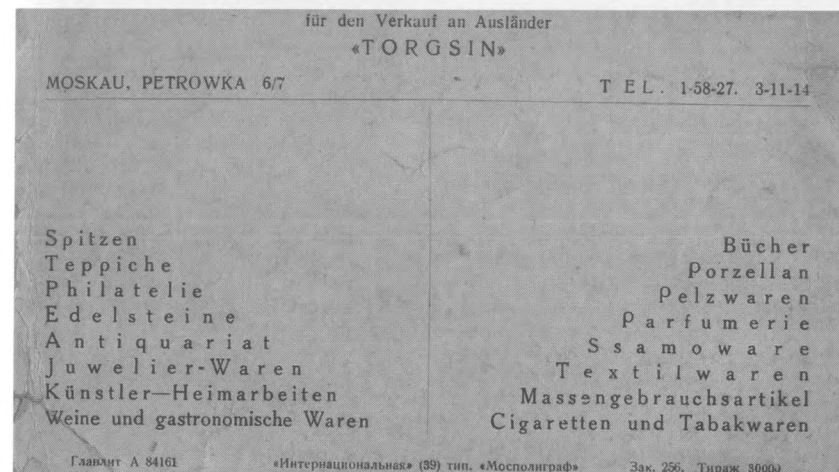 für den Verkauf an Ausländer
«TORGSIN»
MOSKAU, PETROWKA 6/7 TEL. 1-58-27. 3-11-14
Spitzen
Teppiche
Philatelie
Edelsteine
Antiquariat
Juwelier-Waren
Künstler—Heimarbeiten
Weine und gastronomische Waren
Bücher
Porzellan
Pelzwaren
Parfumerie
Ssamoware
Textilwaren
Massengebrauchsartikel
Cigaretten und Tabakwaren
Главлит А 84161 «Интернациональная» (39) тип. «Мосполиграф» Зак. 256. Тираж 30000